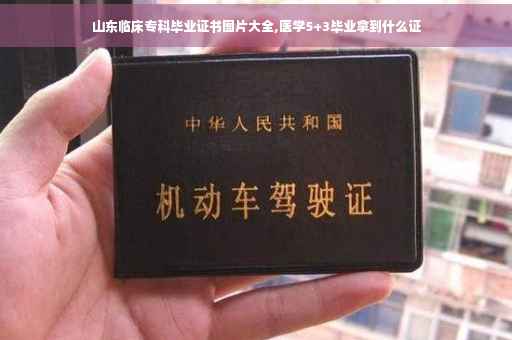 山东临床专科毕业证书图片大全,医学5+3毕业拿到什么证
中华人民共和国
机动车驾驶证